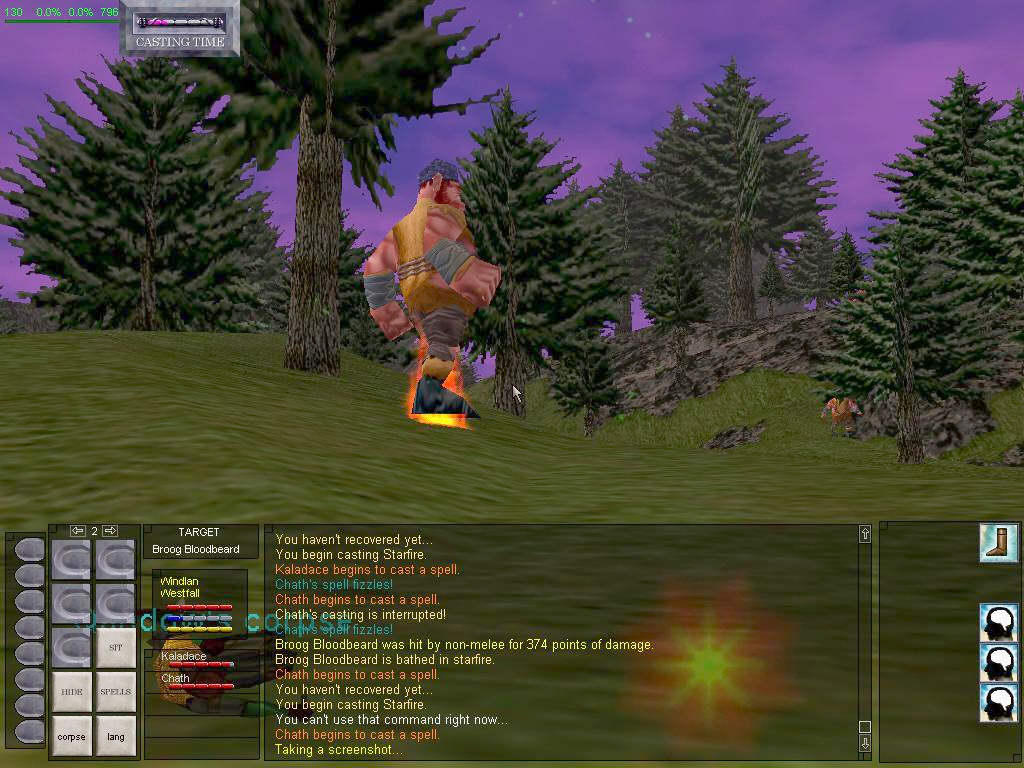 130 0.0% 0.0% 796
CASTING TIME
2
SIT
HIDE
SPELLS
corpse
lang
TARGET
Broog Bloodbeard
Windlan
Westfall
Kaladace
Chath
You haven't recovered yet...
You begin casting Starfire.
Kaladace begins to cast a spell.
Chath's spell fizzles!
Chath begins to cast a spell.
Chath's casting is interrupted!
Chath's spell fizzles!
Broog Bloodbeard was hit by non-melee for 374 points of damage.
Broog Bloodbeard is bathed in starfire.
Chath begins to cast a spell.
You haven't recovered yet...
You begin casting Starfire.
You can't use that command right now...
Chath begins to cast a spell.
Taking a screenshot...